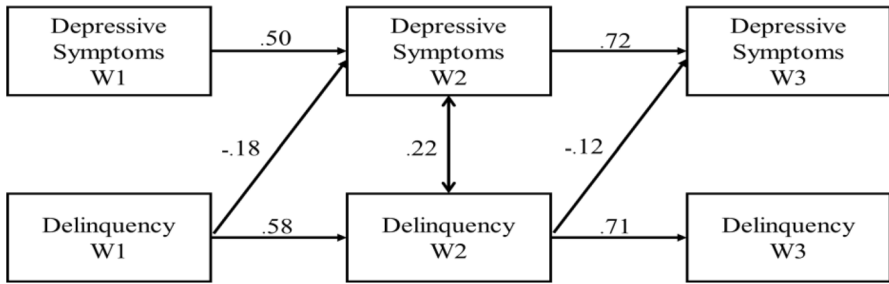 Depressive
Symptoms
W1
.50
Depressive
Symptoms
W2
.72
Depressive
Symptoms
W3
-.18
.22
-.12
Delinquency
W1
.58
Delinquency
W2
.71
Delinquency
W3